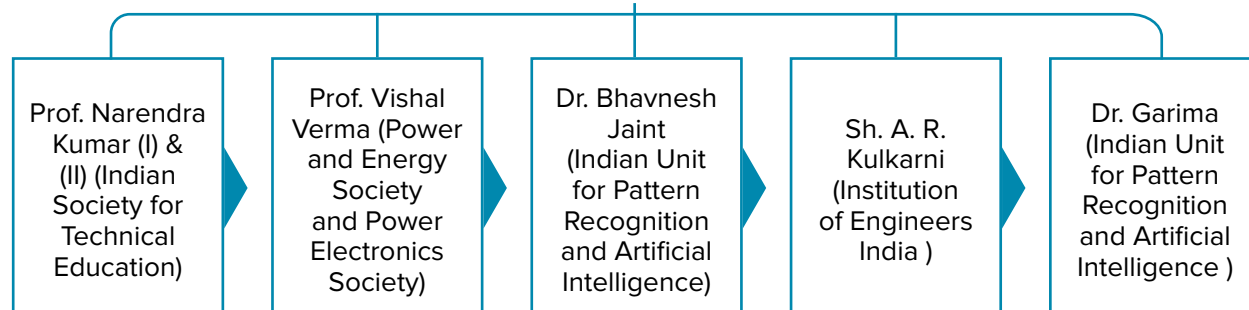 Prof. Narendra
Kumar (I) &
(II) (Indian
Society for
Technical
Education)
Prof. Vishal
Verma (Power
and Energy
Society
and Power
Electronics
Society)
Dr. Bhavnesh
Jaint
(Indian Unit
for Pattern
Recognition
and Artificial
Intelligence)
Sh. A. R.
Kulkarni
(Institution
of Engineers
India )
Dr. Garima
(Indian Unit
for Pattern
Recognition
and Artificial
Intelligence )